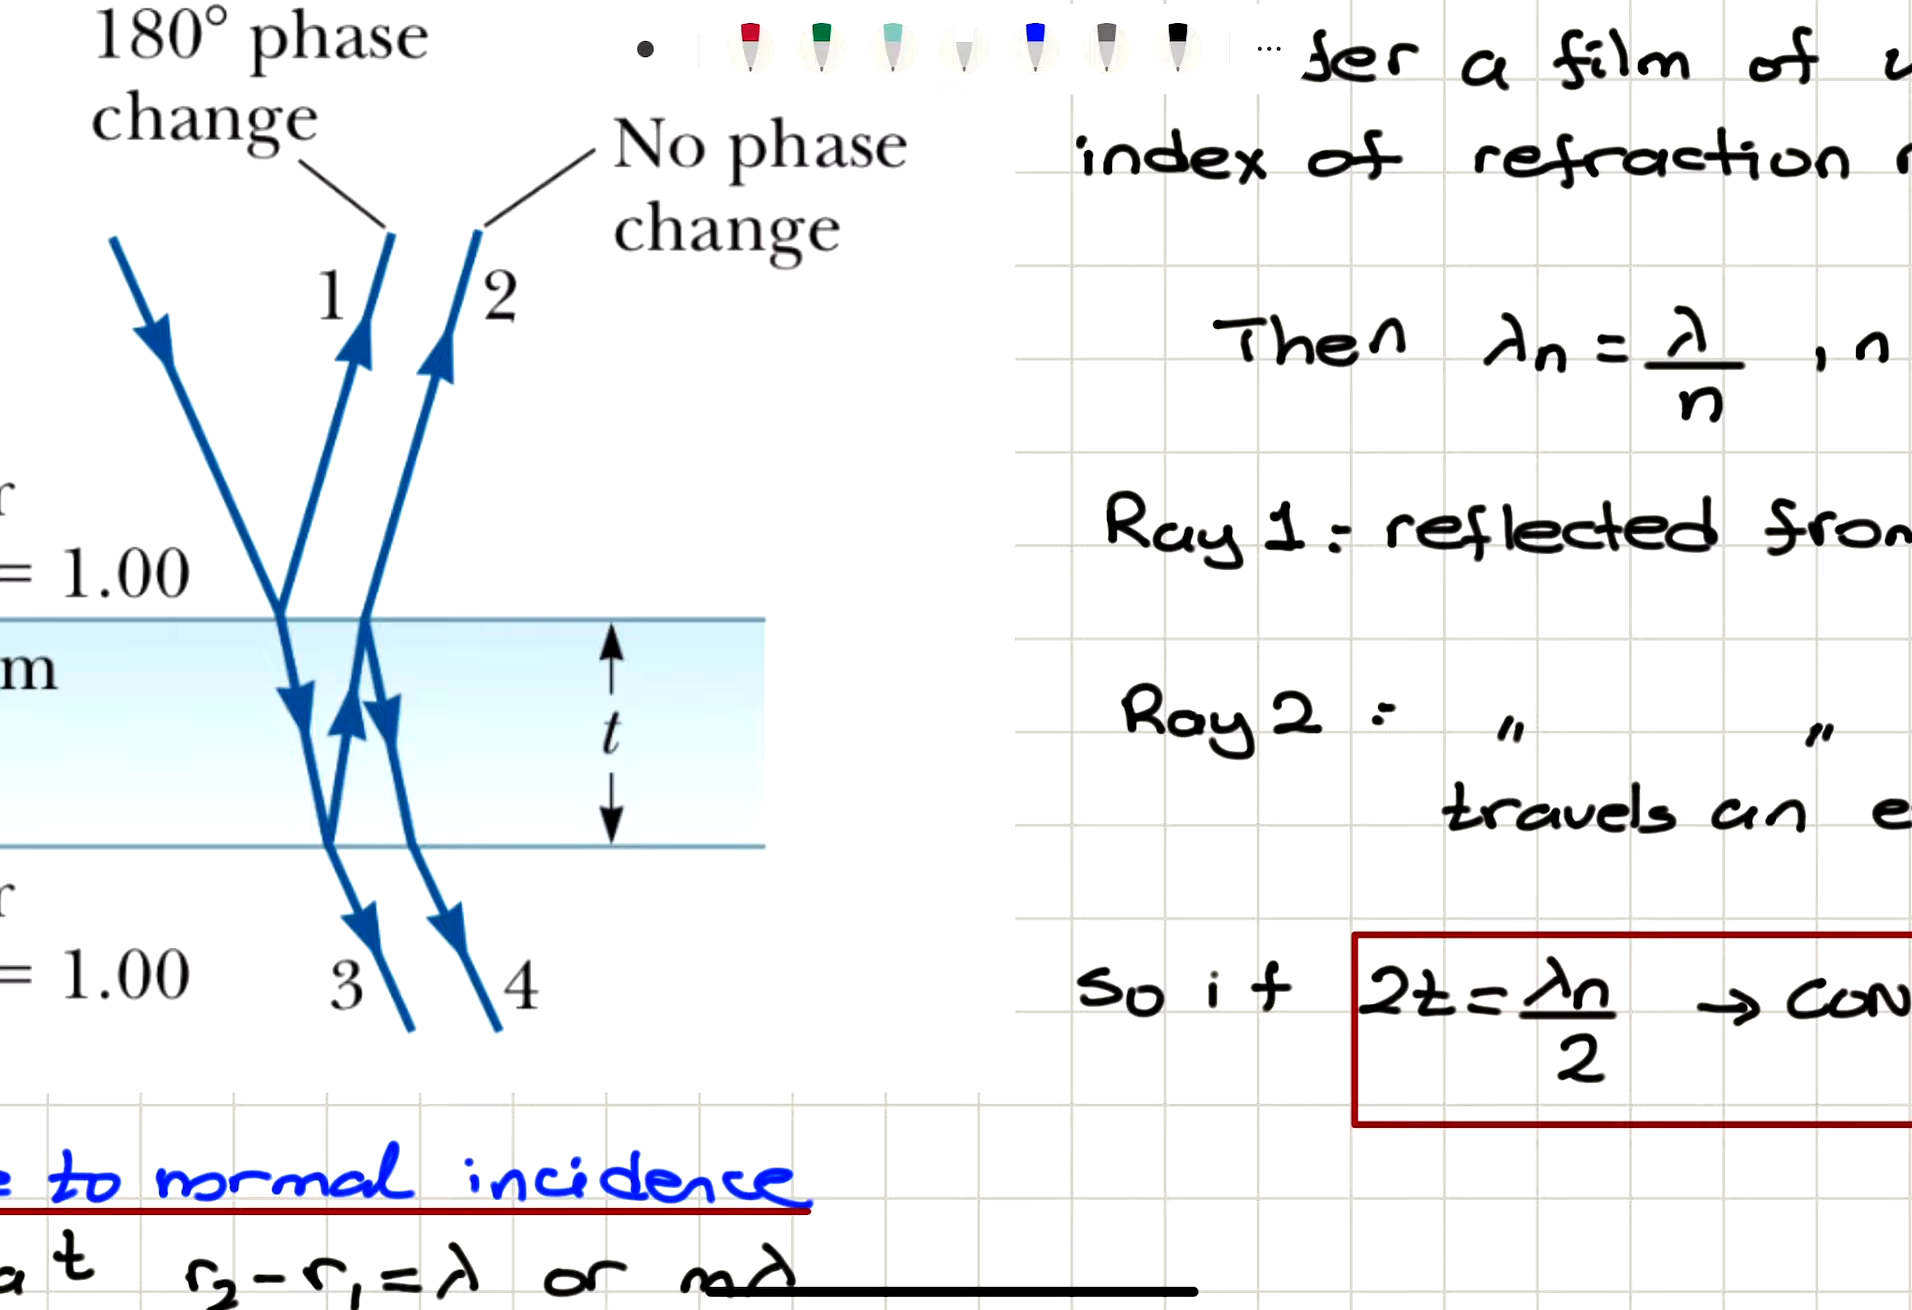 180° phase
change
No phase
change
1
2
= 1.00
m
t
= 1.00
3
4
to normal incidence
r₂-r₁=λ or mλ
a film of
index of refraction
Then λn = λ/n , n
Ray 1: reflected from
Ray 2 : " "
travels an
So if 2t = λn/2 →